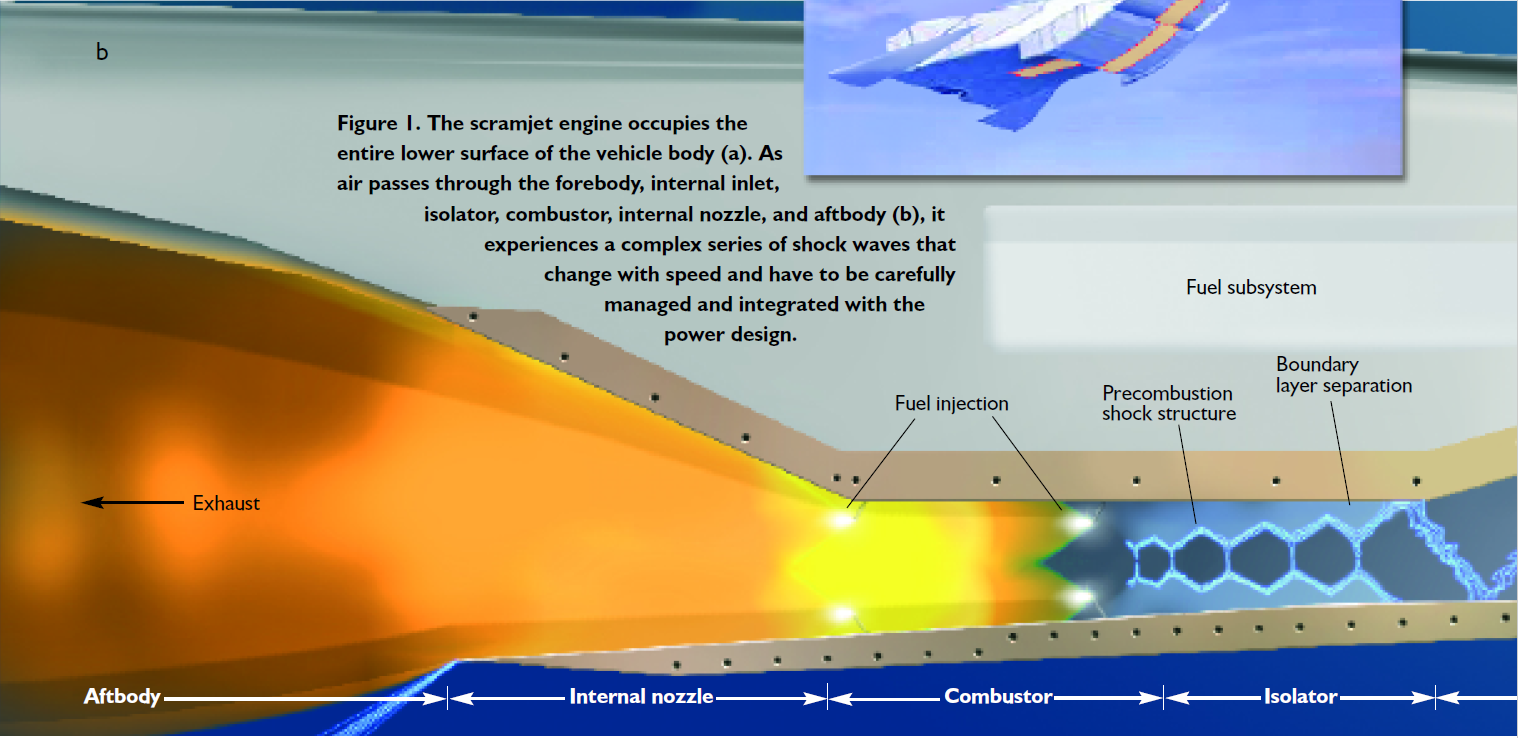 b
Figure 1. The scramjet engine occupies the
entire lower surface of the vehicle body (a). As
air passes through the forebody, internal inlet,
isolator, combustor, internal nozzle, and aftbody (b), it
experiences a complex series of shock waves that
change with speed and have to be carefully
managed and integrated with the
power design.
Fuel subsystem
Boundary
layer separation
Precombustion
shock structure
Fuel injection
Exhaust
Aftbody
Internal nozzle
Combustor
Isolator